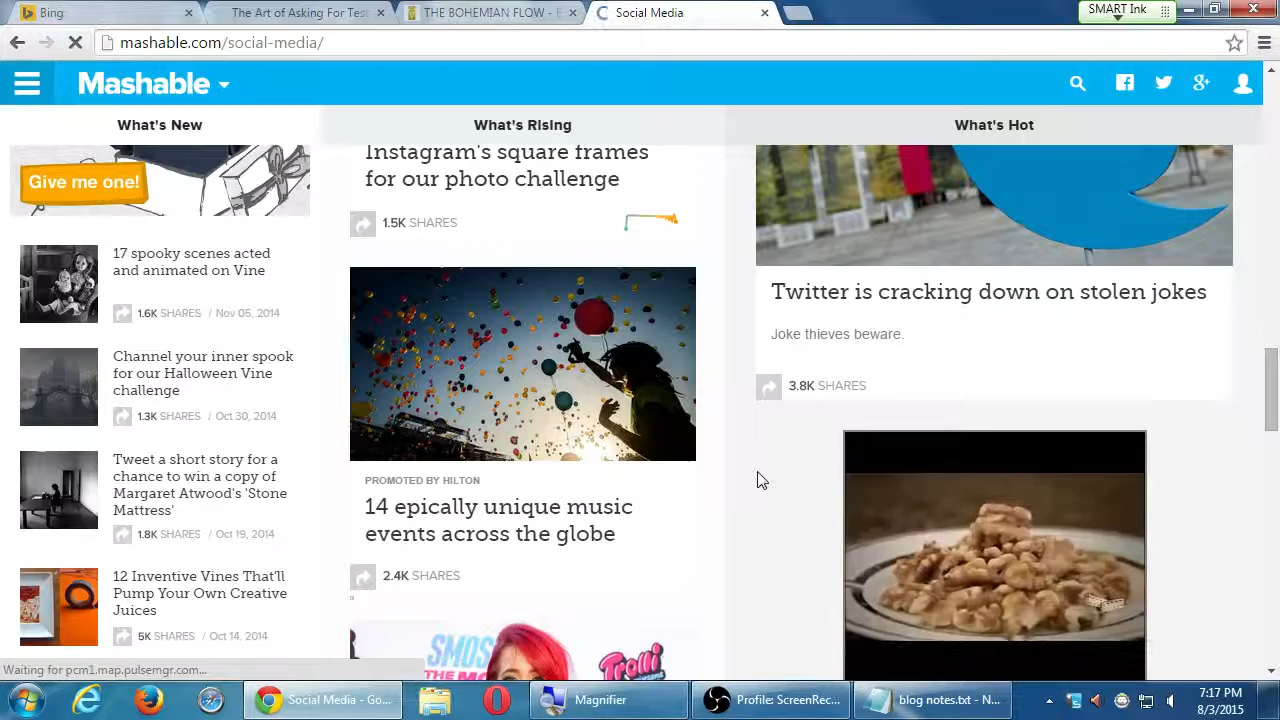 Bing
The Art of Asking For Test
THE BOHEMIAN FLOW - 
Social Media
SMART Ink
mashable.com/social-media/
Mashable
What's New
What's Rising
What's Hot
Give me one!
17 spooky scenes acted
and animated on Vine
1.6K SHARES / Nov 05, 2014
Channel your inner spook
for our Halloween Vine
challenge
1.3K SHARES / Oct 30, 2014
Tweet a short story for a
chance to win a copy of
Margaret Atwood's 'Stone
Mattress'
1.8K SHARES / Oct 19, 2014
12 Inventive Vines That'll
Pump Your Own Creative
Juices
5K SHARES / Oct 14, 2014
Instagram's square frames
for our photo challenge
1.5K SHARES
PROMOTED BY HILTON
14 epically unique music
events across the globe
2.4K SHARES
SMOS
THE M
Trolli
Twitter is cracking down on stolen jokes
Joke thieves beware.
3.8K SHARES
Waiting for pcm1.map.pulsemgr.com...
Social Media - Go...
Magnifier
Profile: ScreenRec...
blog notes.txt - N...
7:17 PM
8/3/2015